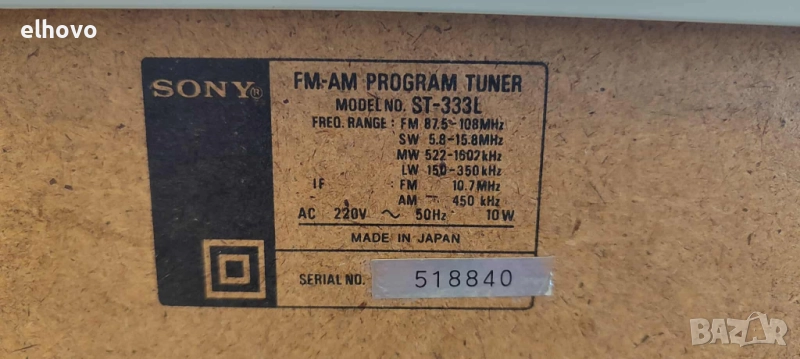 elhovo
SONY®
FM-AM PROGRAM TUNER
MODEL NO. ST-333L
FREQ. RANGE : FM 87.5-108MHz
SW 5.8-15.8MHz
MW 522-1602kHz
LW 150-350kHz
IF : FM 10.7MHz
AM 450 kHz
AC 220V ~ 50Hz 10W
MADE IN JAPAN
SERIAL NO. 518840
BAZAR
bg